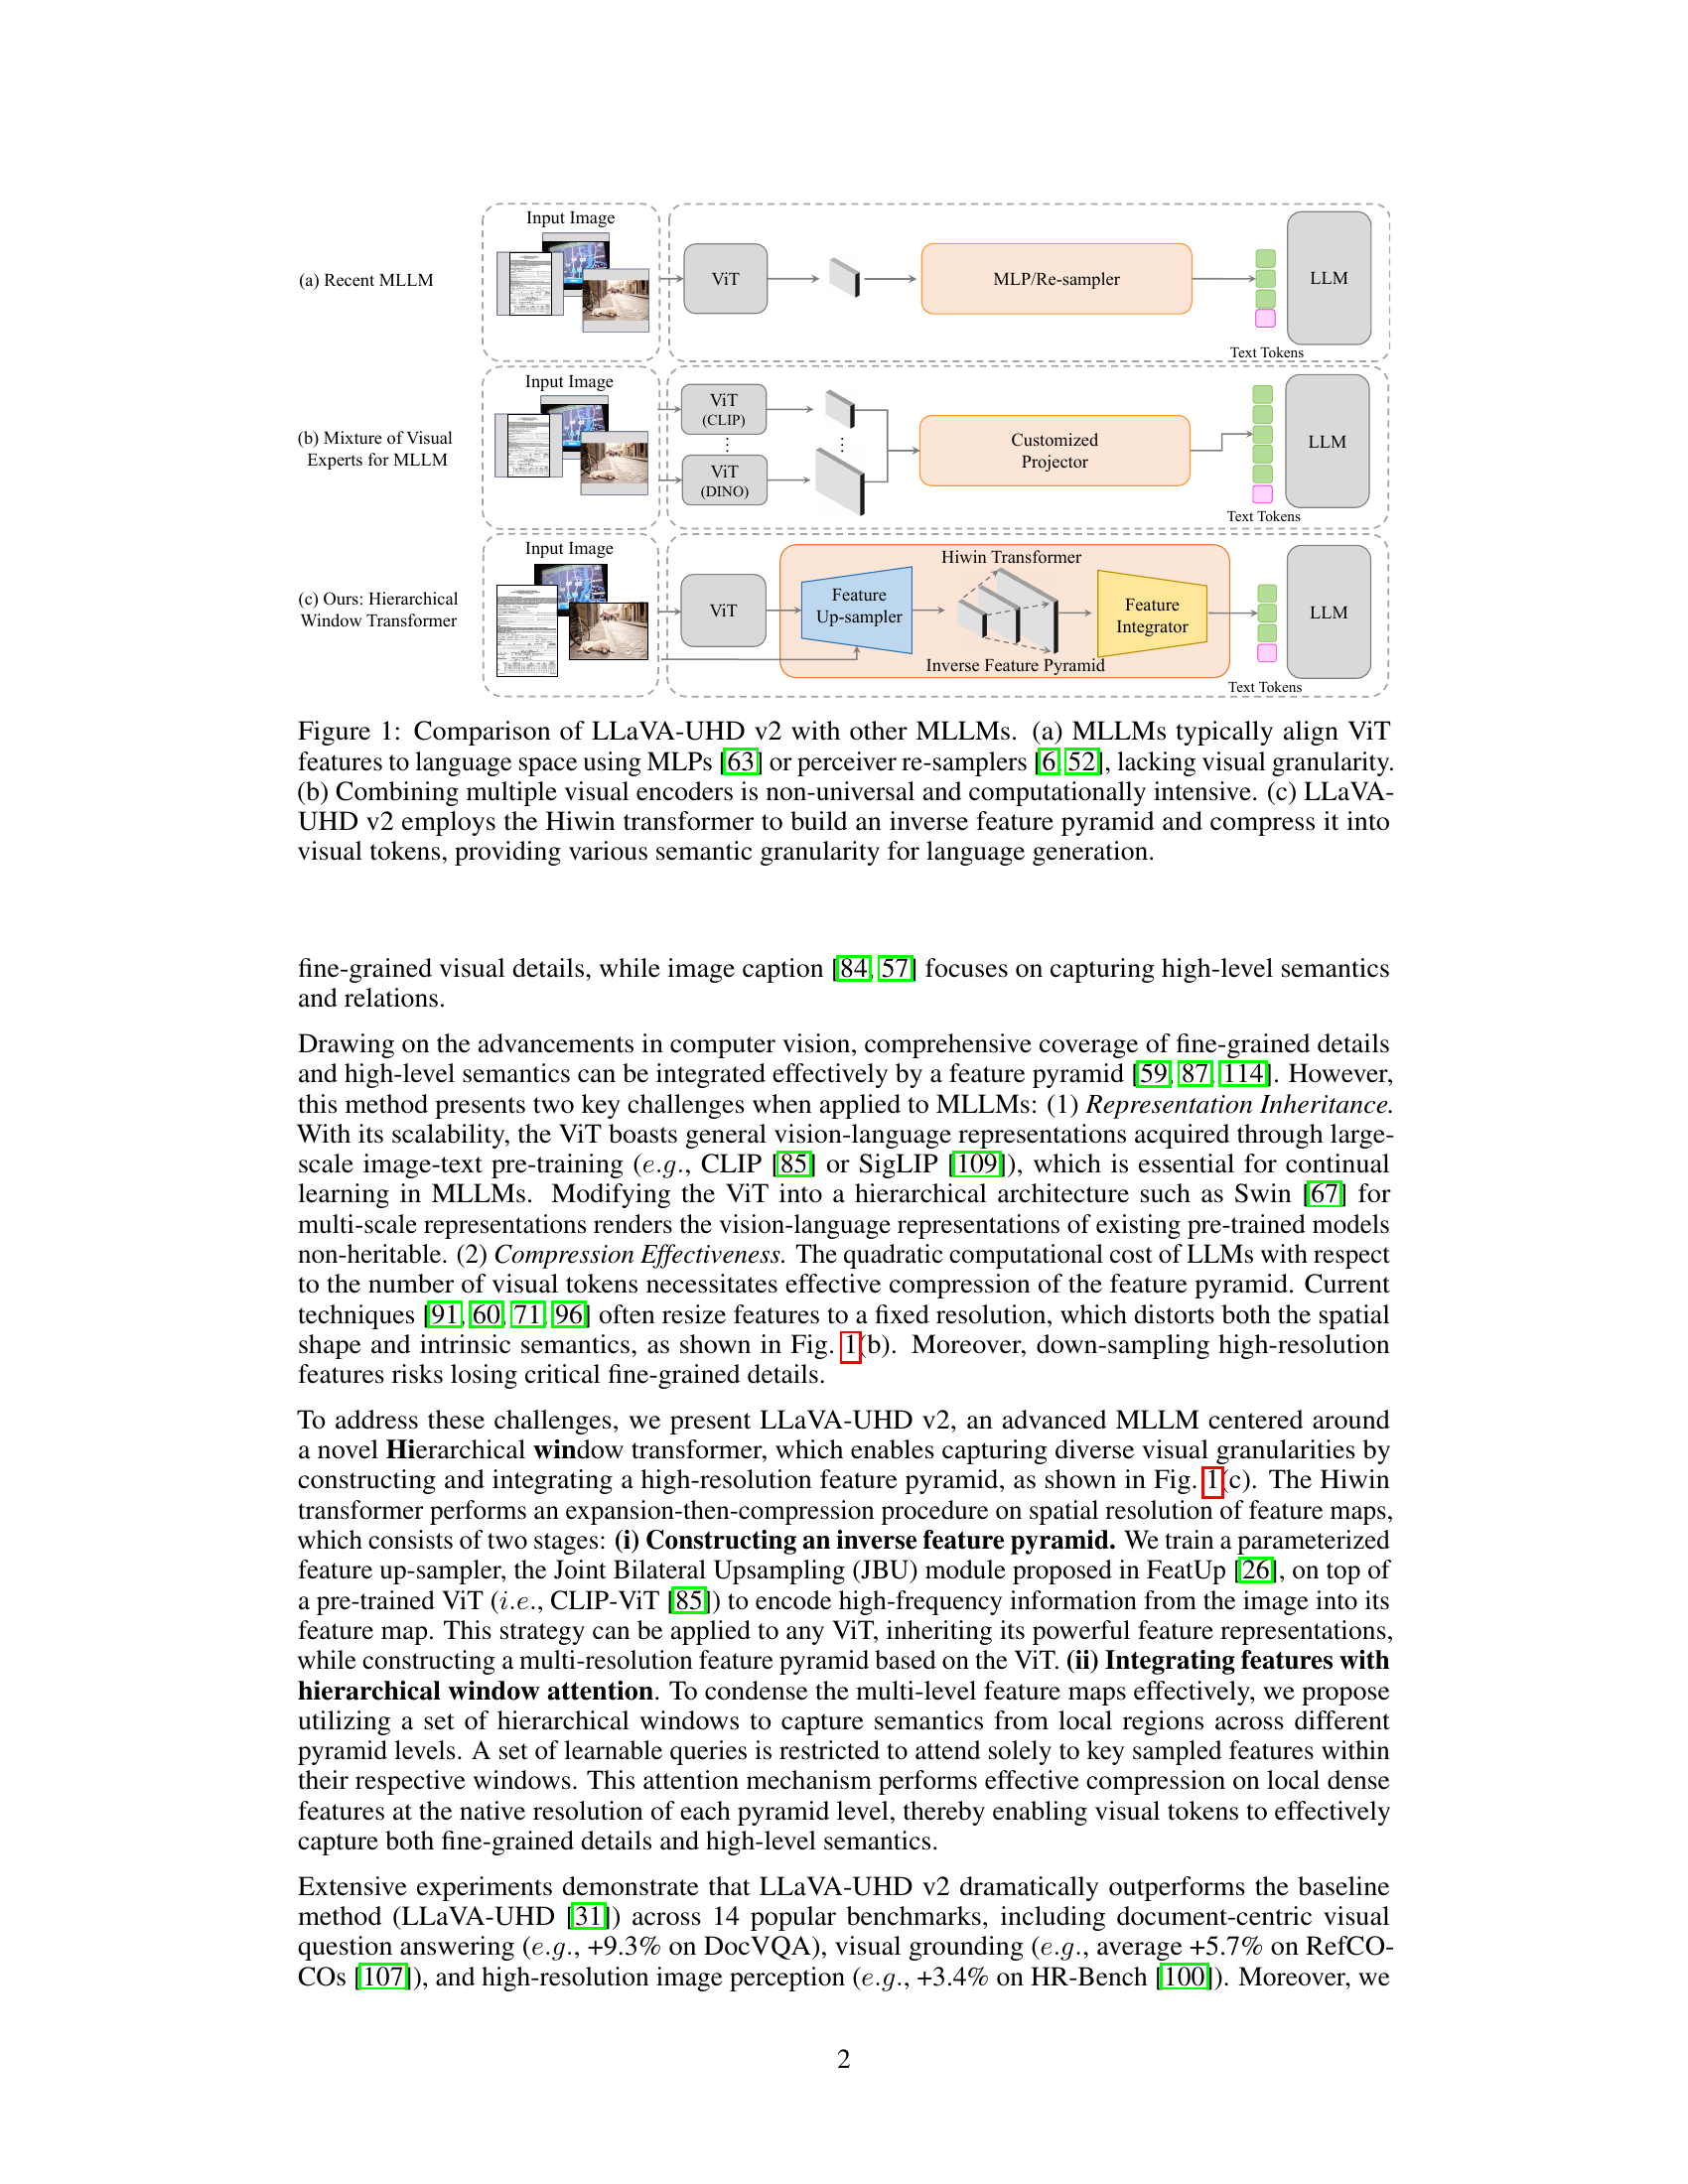 Input Image
(a) Recent MLLM
ViT
MLP/Re-sampler
LLM
Text Tokens
Input Image
(b) Mixture of Visual
Experts for MLLM
ViT
(CLIP)
ViT
(DINO)
Customized
Projector
LLM
Text Tokens
Input Image
(c) Ours: Hierarchical
Window Transformer
ViT
Hiwin Transformer
Feature
Up-sampler
Inverse Feature Pyramid
Feature
Integrator
LLM
Text Tokens
Figure 1: Comparison of LLaVA-UHD v2 with other MLLMs. (a) MLLMs typically align ViT
features to language space using MLPs [63] or perceiver re-samplers [6, 52], lacking visual granularity.
(b) Combining multiple visual encoders is non-universal and computationally intensive. (c) LLaVA-
UHD v2 employs the Hiwin transformer to build an inverse feature pyramid and compress it into
visual tokens, providing various semantic granularity for language generation.
fine-grained visual details, while image caption [84, 57] focuses on capturing high-level semantics
and relations.
Drawing on the advancements in computer vision, comprehensive coverage of fine-grained details
and high-level semantics can be integrated effectively by a feature pyramid [59, 87, 114]. However,
this method presents two key challenges when applied to MLLMs: (1) Representation Inheritance.
With its scalability, the ViT boasts general vision-language representations acquired through large-
scale image-text pre-training (e.g., CLIP [85] or SigLIP [109]), which is essential for continual
learning in MLLMs. Modifying the ViT into a hierarchical architecture such as Swin [67] for
multi-scale representations renders the vision-language representations of existing pre-trained models
non-heritable. (2) Compression Effectiveness. The quadratic computational cost of LLMs with respect
to the number of visual tokens necessitates effective compression of the feature pyramid. Current
techniques [91, 60, 71, 96] often resize features to a fixed resolution, which distorts both the spatial
shape and intrinsic semantics, as shown in Fig. 1(b). Moreover, down-sampling high-resolution
features risks losing critical fine-grained details.
To address these challenges, we present LLaVA-UHD v2, an advanced MLLM centered around
a novel Hierarchical window transformer, which enables capturing diverse visual granularities by
constructing and integrating a high-resolution feature pyramid, as shown in Fig. 1(c). The Hiwin
transformer performs an expansion-then-compression procedure on spatial resolution of feature maps,
which consists of two stages: (i) Constructing an inverse feature pyramid. We train a parameterized
feature up-sampler, the Joint Bilateral Upsampling (JBU) module proposed in FeatUp [26], on top of
a pre-trained ViT (i.e., CLIP-ViT [85]) to encode high-frequency information from the image into its
feature map. This strategy can be applied to any ViT, inheriting its powerful feature representations,
while constructing a multi-resolution feature pyramid based on the ViT. (ii) Integrating features with
hierarchical window attention. To condense the multi-level feature maps effectively, we propose
utilizing a set of hierarchical windows to capture semantics from local regions across different
pyramid levels. A set of learnable queries is restricted to attend solely to key sampled features within
their respective windows. This attention mechanism performs effective compression on local dense
features at the native resolution of each pyramid level, thereby enabling visual tokens to effectively
capture both fine-grained details and high-level semantics.
Extensive experiments demonstrate that LLaVA-UHD v2 dramatically outperforms the baseline
method (LLaVA-UHD [31]) across 14 popular benchmarks, including document-centric visual
question answering (e.g., +9.3% on DocVQA), visual grounding (e.g., average +5.7% on RefCO-
COs [107]), and high-resolution image perception (e.g., +3.4% on HR-Bench [100]). Moreover, we
2